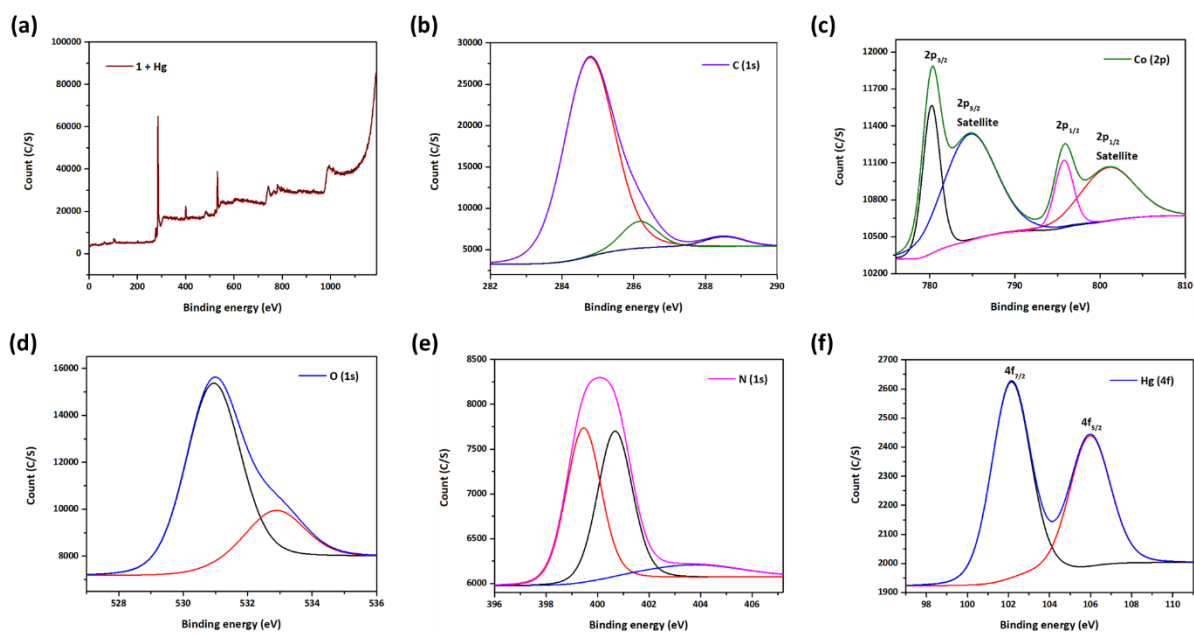 (a)
1 + Hg
Count (C/S)
100000
80000
60000
40000
20000
0
0 200 400 600 800 1000
Binding energy (eV)
(b)
C (1s)
Count (C/S)
30000
25000
20000
15000
10000
5000
282 284 286 288 290
Binding energy (eV)
(c)
Co (2p)
2p3/2
2p3/2
Satellite
2p1/2
2p1/2
Satellite
Count (C/S)
12000
11700
11400
11100
10800
10500
10200
780 790 800 810
Binding energy (eV)
(d)
O (1s)
Count (C/S)
16000
14000
12000
10000
8000
528 530 532 534 536
Binding energy (eV)
(e)
N (1s)
Count (C/S)
8500
8000
7500
7000
6500
6000
396 398 400 402 404 406
Binding energy (eV)
(f)
Hg (4f)
4f7/2
4f5/2
Count (C/S)
2700
2600
2500
2400
2300
2200
2100
2000
1900
98 100 102 104 106 108 110
Binding energy (eV)